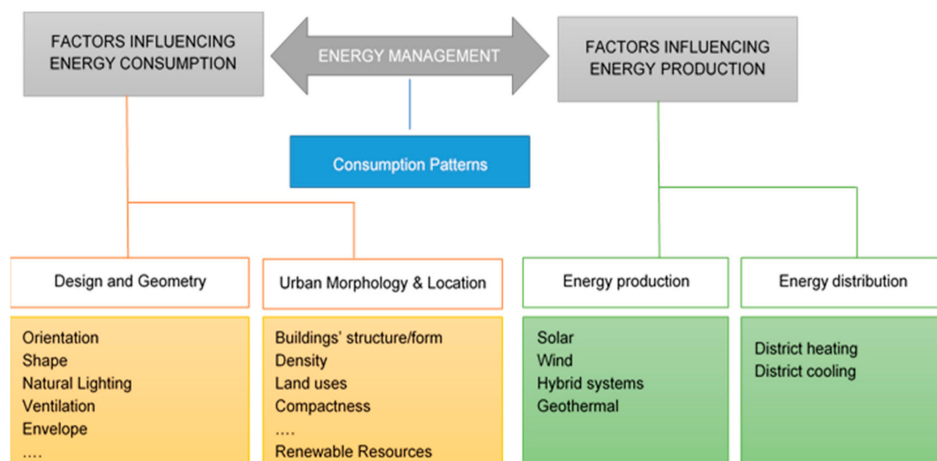 FACTORS INFLUENCING
ENERGY CONSUMPTION
ENERGY MANAGEMENT
FACTORS INFLUENCING
ENERGY PRODUCTION
Consumption Patterns
Design and Geometry
Urban Morphology & Location
Energy production
Energy distribution
Orientation
Shape
Natural Lighting
Ventilation
Envelope
....
Buildings’ structure/form
Density
Land uses
Compactness
....
Renewable Resources
Solar
Wind
Hybrid systems
Geothermal
District heating
District cooling